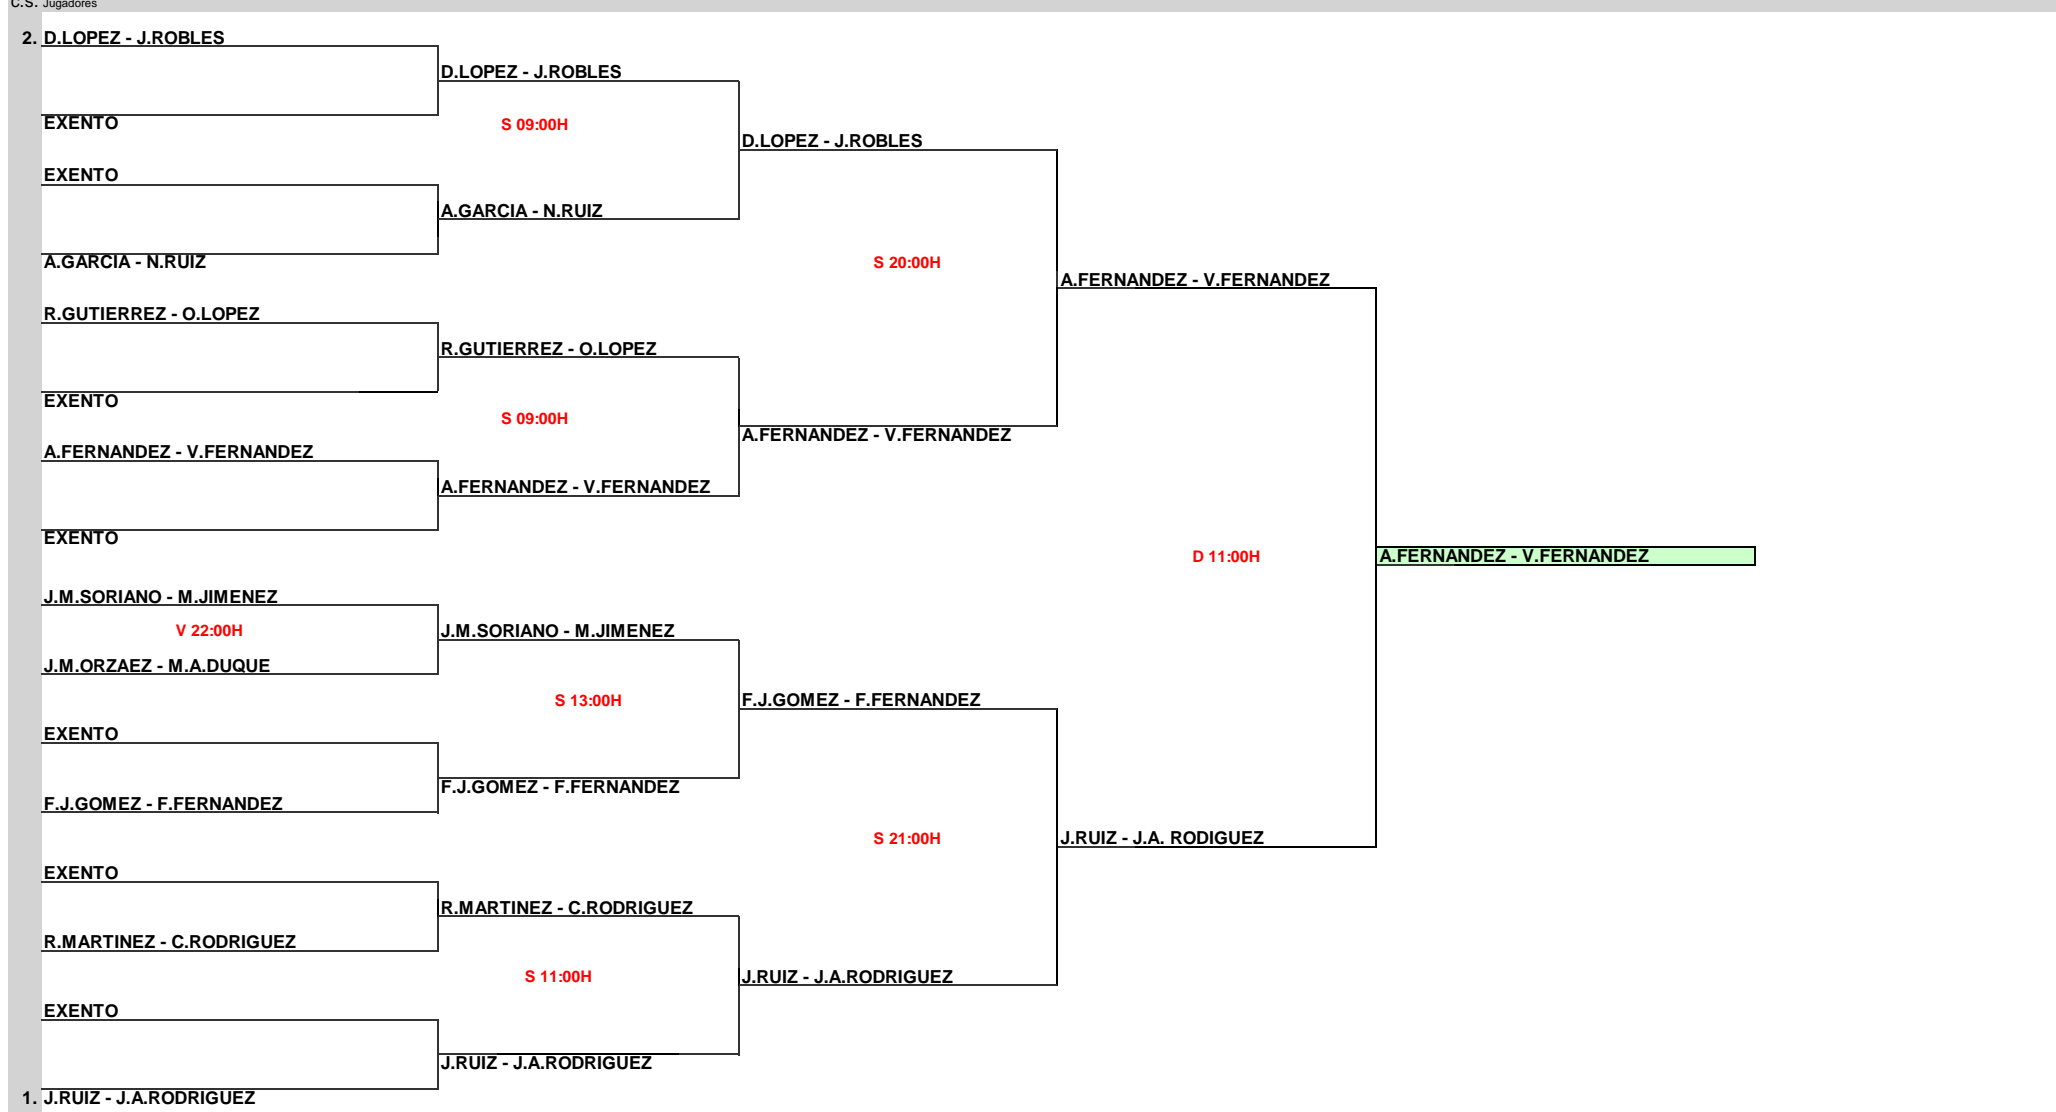 C.S. Jugadores
2. D.LOPEZ - J.ROBLES
D.LOPEZ - J.ROBLES
EXENTO
S 09:00H
D.LOPEZ - J.ROBLES
EXENTO
A.GARCIA - N.RUIZ
A.GARCIA - N.RUIZ
S 20:00H
A.FERNANDEZ - V.FERNANDEZ
R.GUTIERREZ - O.LOPEZ
R.GUTIERREZ - O.LOPEZ
EXENTO
S 09:00H
A.FERNANDEZ - V.FERNANDEZ
A.FERNANDEZ - V.FERNANDEZ
A.FERNANDEZ - V.FERNANDEZ
EXENTO
D 11:00H
A.FERNANDEZ - V.FERNANDEZ
J.M.SORIANO - M.JIMENEZ
V 22:00H
J.M.SORIANO - M.JIMENEZ
J.M.ORZAEZ - M.A.DUQUE
S 13:00H
F.J.GOMEZ - F.FERNANDEZ
EXENTO
F.J.GOMEZ - F.FERNANDEZ
F.J.GOMEZ - F.FERNANDEZ
S 21:00H
J.RUIZ - J.A. RODIGUEZ
EXENTO
R.MARTINEZ - C.RODRIGUEZ
R.MARTINEZ - C.RODRIGUEZ
S 11:00H
J.RUIZ - J.A.RODRIGUEZ
EXENTO
J.RUIZ - J.A.RODRIGUEZ
1. J.RUIZ - J.A.RODRIGUEZ